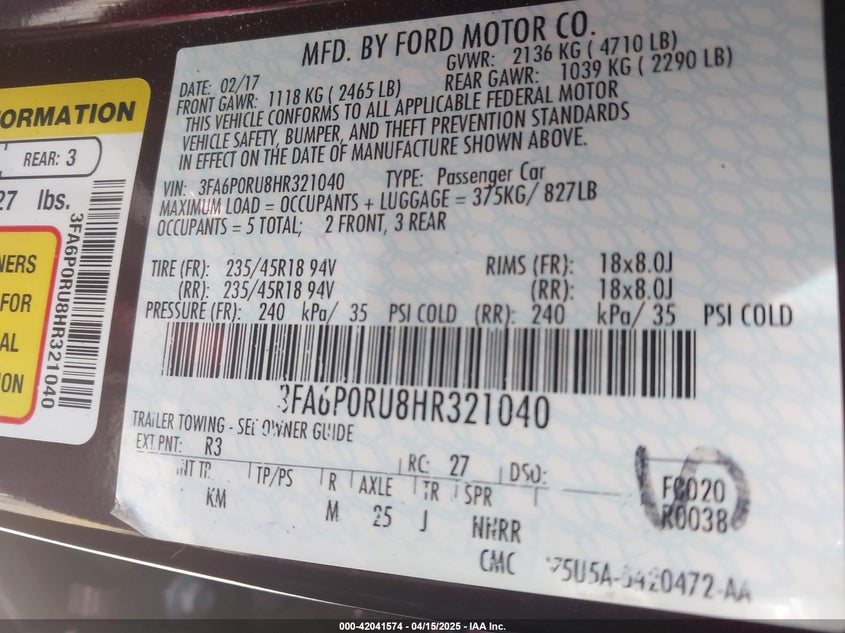 MFD. BY FORD MOTOR CO.
DATE: 02/17 GVWR: 2136 KG ( 4710 LB)
FRONT GAWR: 1118 KG ( 2465 LB) REAR GAWR: 1039 KG ( 2290 LB)
THIS VEHICLE CONFORMS TO ALL APPLICABLE FEDERAL MOTOR
VEHICLE SAFETY, BUMPER, AND THEFT PREVENTION STANDARDS
IN EFFECT ON THE DATE OF MANUFACTURE SHOWN ABOVE.
VIN: 3FA6P0RU8HR321040 TYPE: Passenger Car
MAXIMUM LOAD = OCCUPANTS + LUGGAGE = 375KG/ 827LB
OCCUPANTS = 5 TOTAL; 2 FRONT, 3 REAR
TIRE (FR): 235/45R18 94V RIMS (FR): 18x8.0J
(RR): 235/45R18 94V (RR): 18x8.0J
PRESSURE (FR): 240 kPa/ 35 PSI COLD (RR): 240 kPa/ 35 PSI COLD
3FA6P0RU8HR321040
TRAILER TOWING - SEE OWNER GUIDE
EXT PNT: R3 RC: 27 DSO:
INT TR TP/PS R AXLE TR SPR
KM M 25 J NHRR
CMC
FC020
R0038
ORMATION
REAR: 3
27 lbs.
3FA6P0RU8HR321040
NERS
FOR
AL
ION
000-42041574 - 04/15/2025 - IAA Inc.